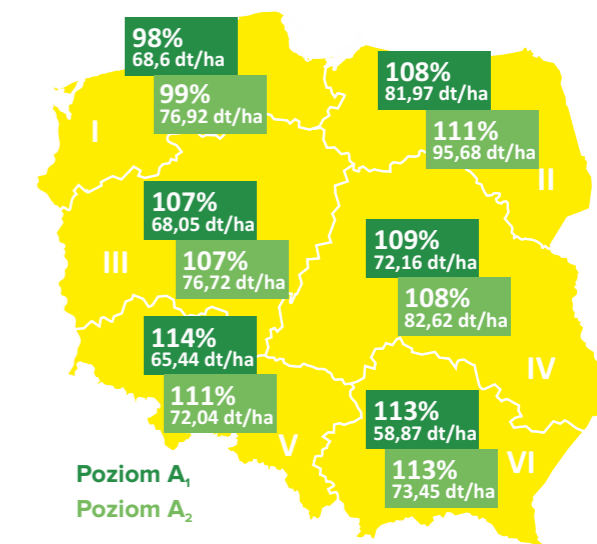 98%
68,6 dt/ha
99%
76,92 dt/ha
I
108%
81,97 dt/ha
111%
95,68 dt/ha
II
107%
68,05 dt/ha
107%
76,72 dt/ha
III
109%
72,16 dt/ha
108%
82,62 dt/ha
IV
114%
65,44 dt/ha
111%
72,04 dt/ha
V
113%
58,87 dt/ha
113%
73,45 dt/ha
VI
Poziom A₁
Poziom A₂